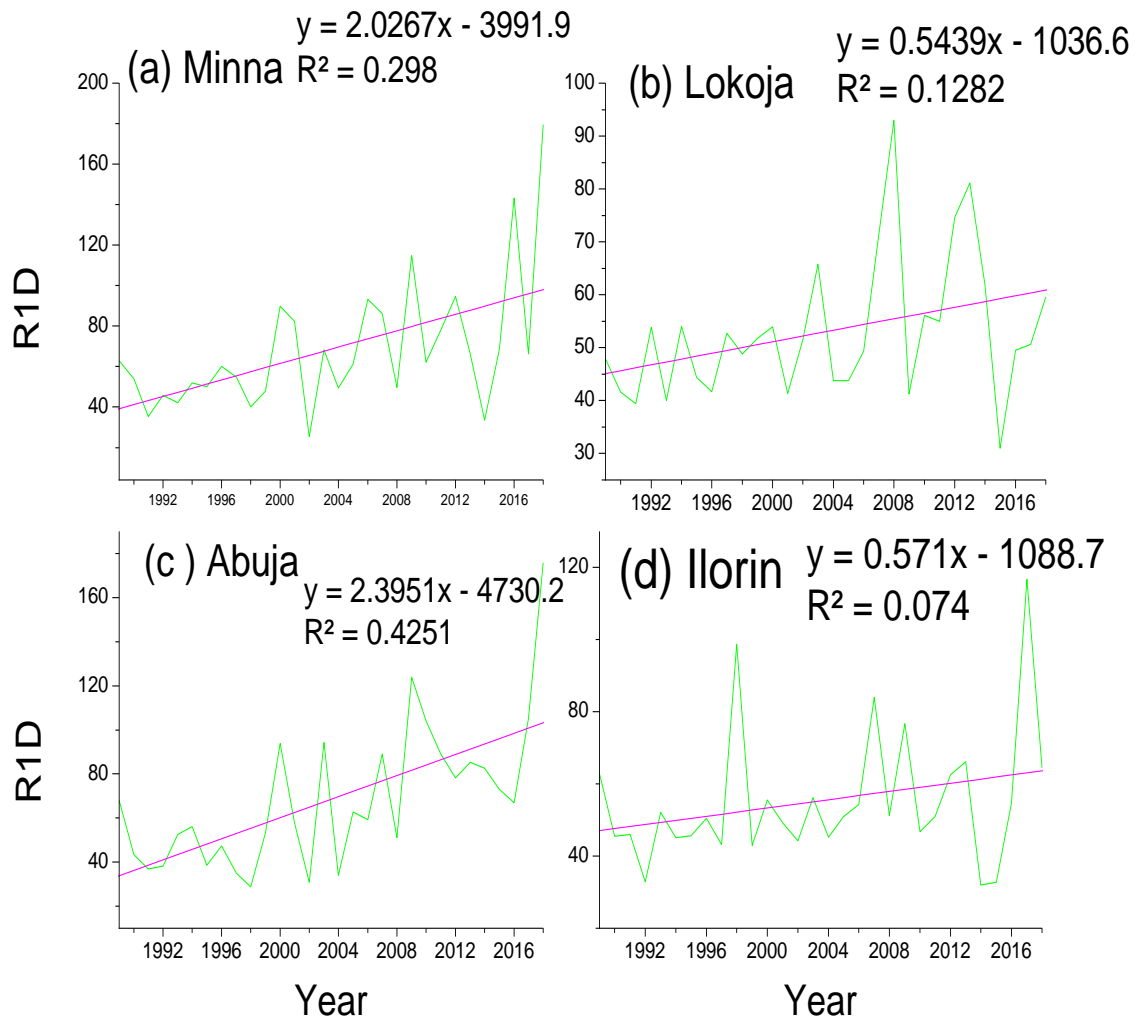 (a) Minna
y = 2.0267x - 3991.9
R² = 0.298
200
160
120
80
40
1992 1996 2000 2004 2008 2012 2016
R1D
(b) Lokoja
y = 0.5439x - 1036.6
R² = 0.1282
100
90
80
70
60
50
40
30
1992 1996 2000 2004 2008 2012 2016
(c ) Abuja
y = 2.3951x - 4730.2
R² = 0.4251
160
120
80
40
1992 1996 2000 2004 2008 2012 2016
R1D
Year
(d) Ilorin
y = 0.571x - 1088.7
R² = 0.074
120
80
40
1992 1996 2000 2004 2008 2012 2016
Year